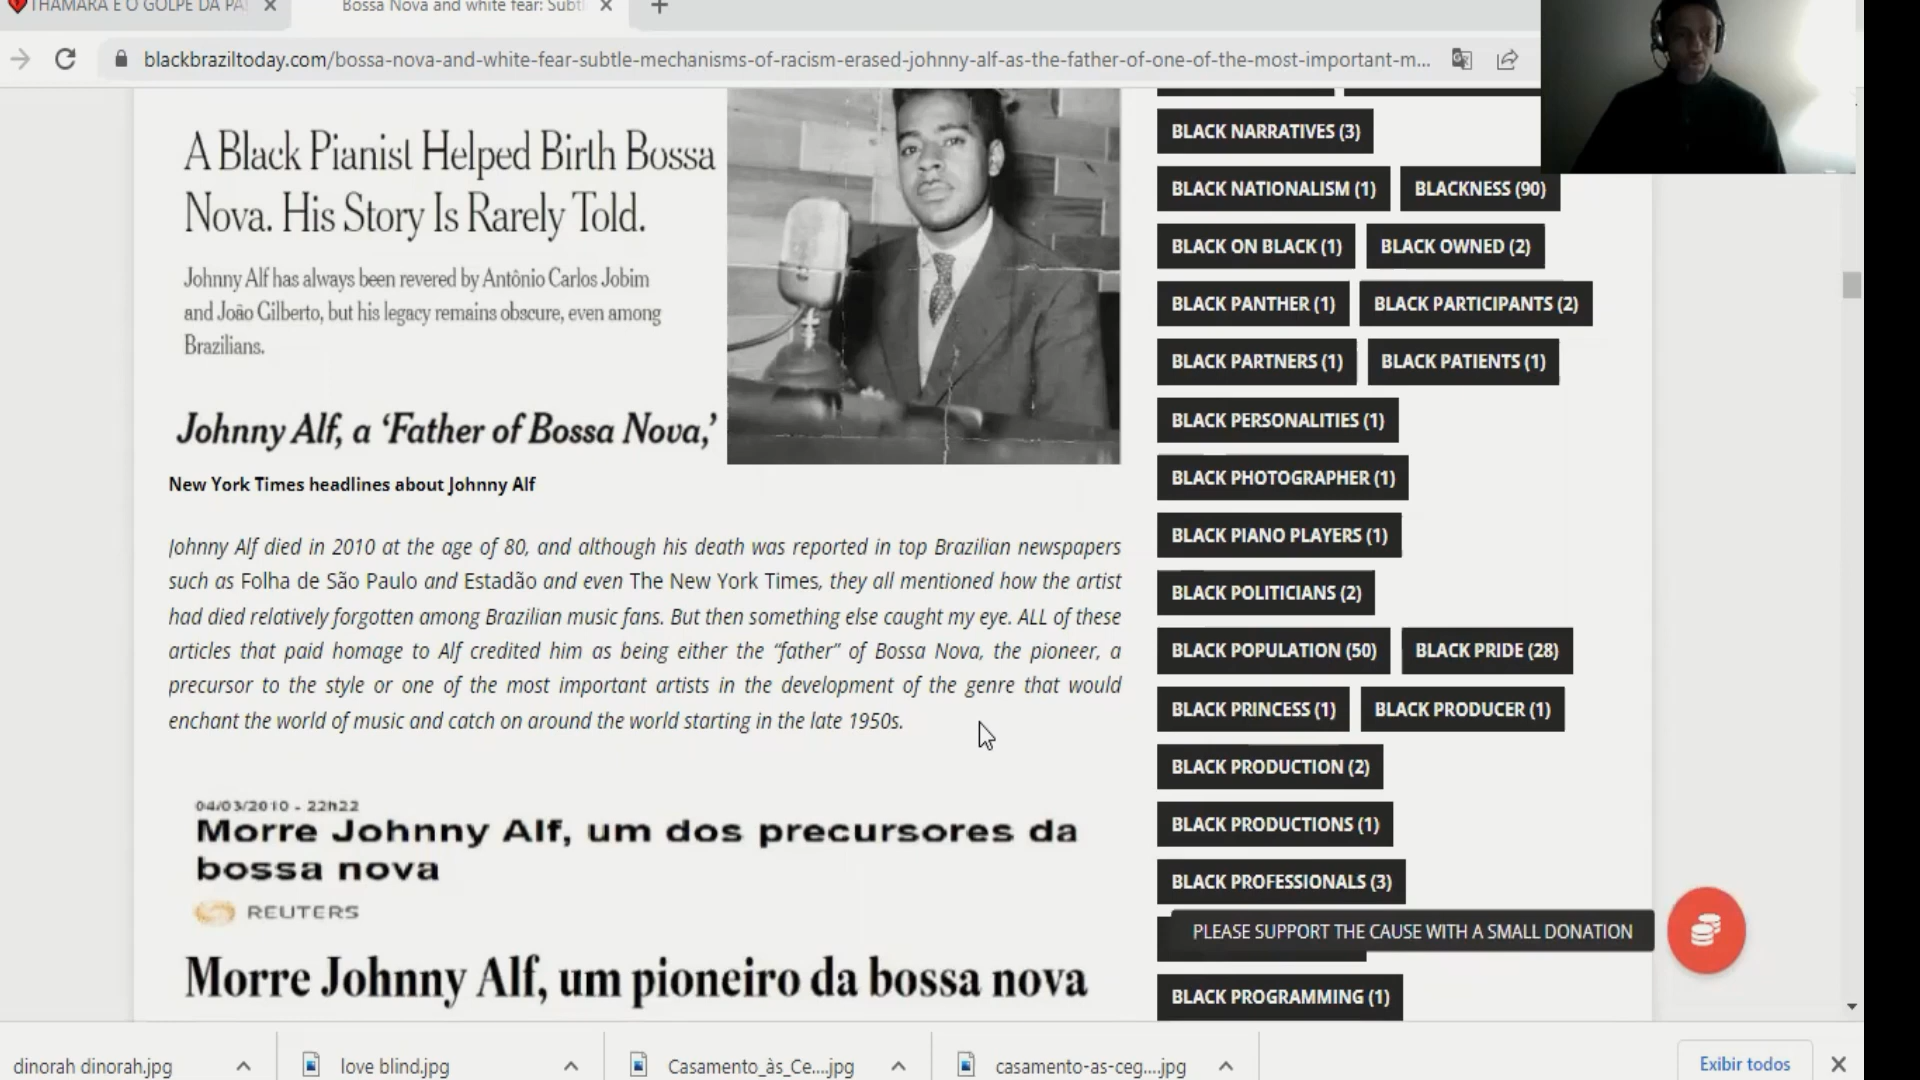 THAMARA E O GOLPE DA PA
Bossa Nova and white fear: Subt
blackbraziltoday.com/bossa-nova-and-white-fear-subtle-mechanisms-of-racism-erased-johnny-alf-as-the-father-of-one-of-the-most-important-m...
A Black Pianist Helped Birth Bossa
Nova. His Story Is Rarely Told.
Johnny Alf has always been revered by Antônio Carlos Jobim
and João Gilberto, but his legacy remains obscure, even among
Brazilians.
Johnny Alf, a ‘Father of Bossa Nova,’
New York Times headlines about Johnny Alf
Johnny Alf died in 2010 at the age of 80, and although his death was reported in top Brazilian newspapers
such as Folha de São Paulo and Estadão and even The New York Times, they all mentioned how the artist
had died relatively forgotten among Brazilian music fans. But then something else caught my eye. ALL of these
articles that paid homage to Alf credited him as being either the “father” of Bossa Nova, the pioneer, a
precursor to the style or one of the most important artists in the development of the genre that would
enchant the world of music and catch on around the world starting in the late 1950s.
04/03/2010 - 22h22
Morre Johnny Alf, um dos precursores da
bossa nova
REUTERS
Morre Johnny Alf, um pioneiro da bossa nova
BLACK NARRATIVES (3)
BLACK NATIONALISM (1) BLACKNESS (90)
BLACK ON BLACK (1) BLACK OWNED (2)
BLACK PANTHER (1) BLACK PARTICIPANTS (2)
BLACK PARTNERS (1) BLACK PATIENTS (1)
BLACK PERSONALITIES (1)
BLACK PHOTOGRAPHER (1)
BLACK PIANO PLAYERS (1)
BLACK POLITICIANS (2)
BLACK POPULATION (50) BLACK PRIDE (28)
BLACK PRINCESS (1) BLACK PRODUCER (1)
BLACK PRODUCTION (2)
BLACK PRODUCTIONS (1)
BLACK PROFESSIONALS (3)
PLEASE SUPPORT THE CAUSE WITH A SMALL DONATION
BLACK PROGRAMMING (1)
dinorah dinorah.jpg
love blind.jpg
Casamento_às_Ce....jpg
casamento-as-ceg....jpg
Exibir todos